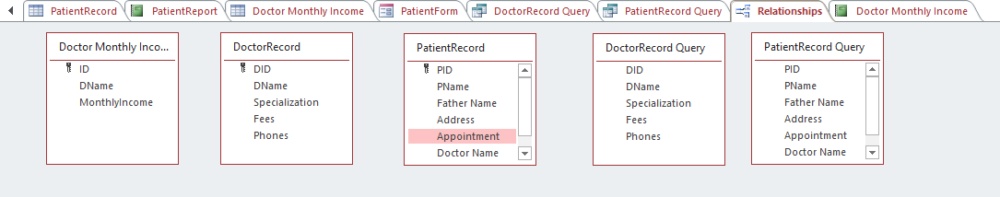 PatientRecord PatientReport Doctor Monthly Income PatientForm DoctorRecord Query PatientRecord Query Relationships Doctor Monthly Income
Doctor Monthly Inco...
ID
DName
MonthlyIncome
DoctorRecord
DID
DName
Specialization
Fees
Phones
PatientRecord
PID
PName
Father Name
Address
Appointment
Doctor Name
DoctorRecord Query
DID
DName
Specialization
Fees
Phones
PatientRecord Query
PID
PName
Father Name
Address
Appointment
Doctor Name